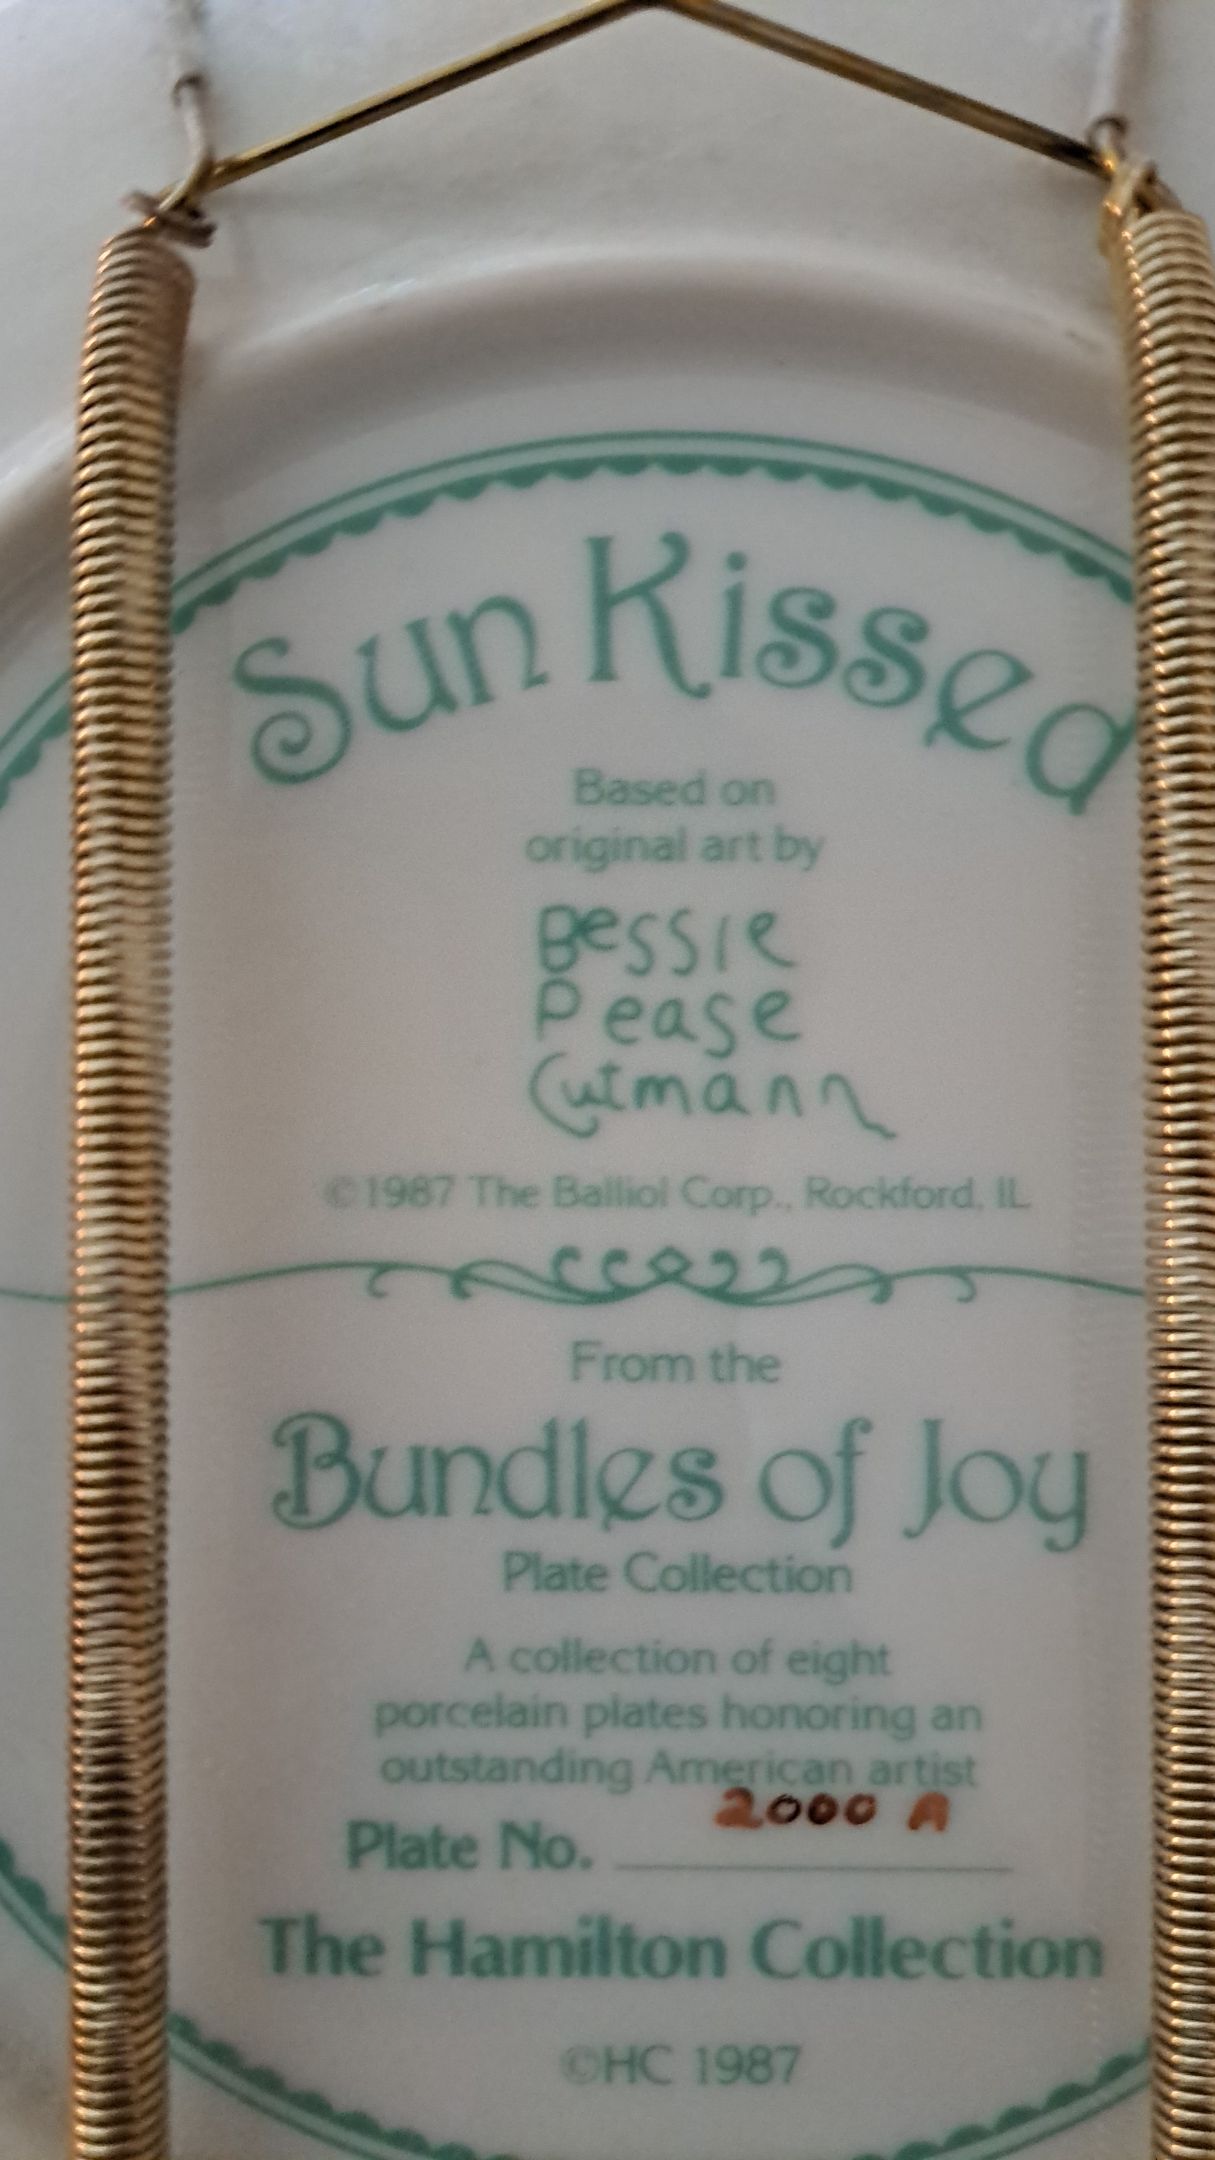 Sun Kissed
Based on
original art by
Bessie
Pease
Gutmann
©1987 The Balliol Corp., Rockford, IL
From the
Bundles of Joy
Plate Collection
A collection of eight
porcelain plates honoring an
outstanding American artist
Plate No. 2000 A
The Hamilton Collection
©HC 1987